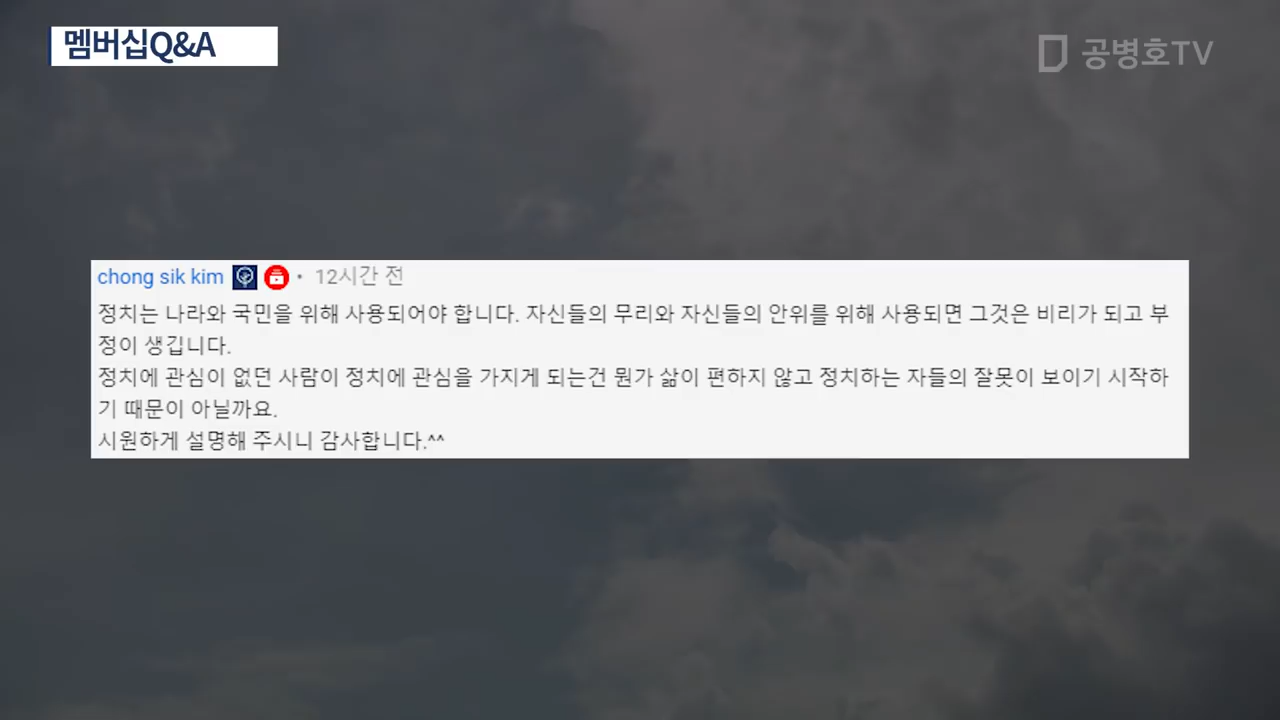 멤버십Q&A
공병호TV
chong sik kim • 12시간 전
정치는 나라와 국민을 위해 사용되어야 합니다. 자신들의 무리와 자신들의 안위를 위해 사용되면 그것은 비리가 되고 부
정이 생깁니다.
정치에 관심이 없던 사람이 정치에 관심을 가지게 되는건 뭔가 삶이 편하지 않고 정치하는 자들의 잘못이 보이기 시작하
기 때문이 아닐까요.
시원하게 설명해 주시니 감사합니다.^^